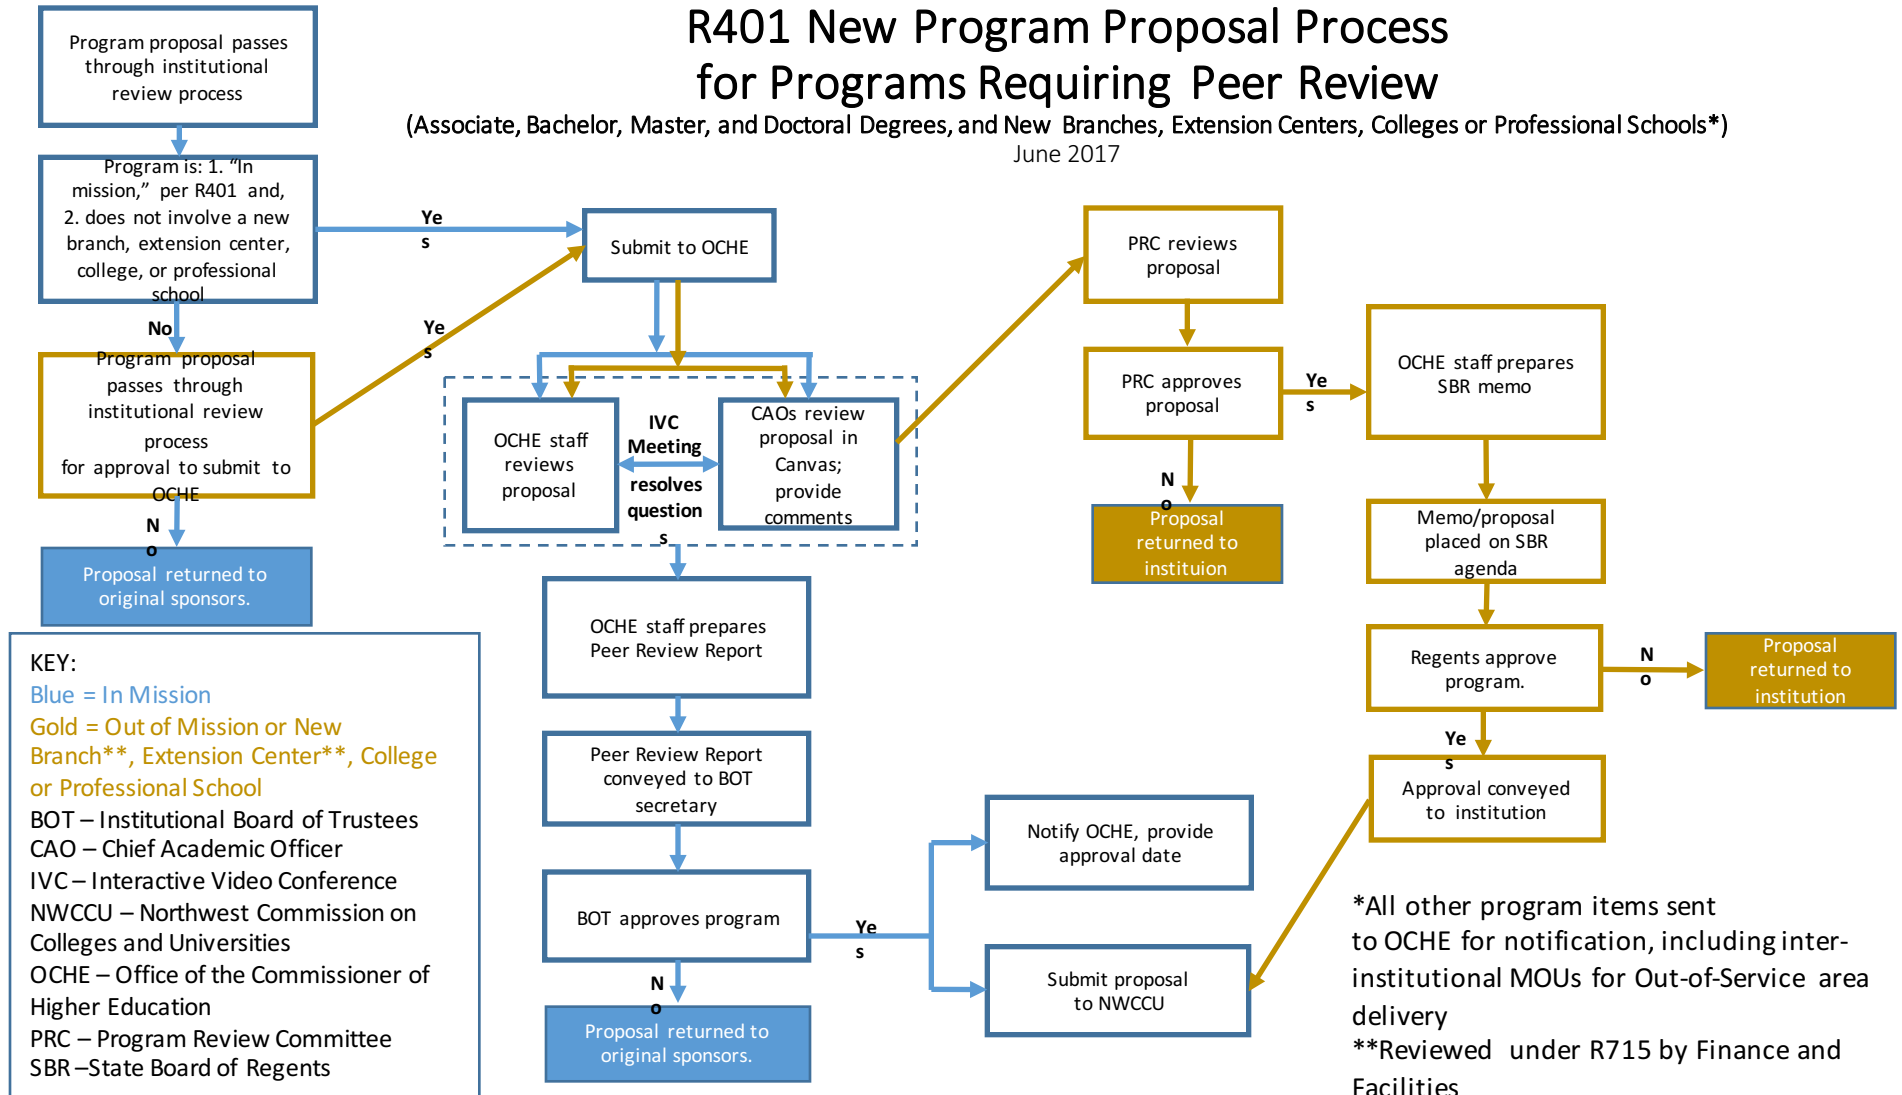 R401 New Program Proposal Process
for Programs Requiring Peer Review
(Associate, Bachelor, Master, and Doctoral Degrees, and New Branches, Extension Centers, Colleges or Professional Schools*)
June 2017
Program proposal passes
through institutional
review process
Program is: 1. “In
mission,” per R401 and,
2. does not involve a new
branch, extension center,
college, or professional
school
Ye
s
No
Program proposal
passes through
institutional review
process
for approval to submit to
OCHE
Ye
s
N
o
Proposal returned to
original sponsors.
Submit to OCHE
OCHE staff
reviews
proposal
IVC
Meeting
resolves
question
s
CAOs review
proposal in
Canvas;
provide
comments
OCHE staff prepares
Peer Review Report
Peer Review Report
conveyed to BOT
secretary
BOT approves program
Ye
s
N
o
Proposal returned to
original sponsors.
Notify OCHE, provide
approval date
Submit proposal
to NWCCU
PRC reviews
proposal
PRC approves
proposal
Ye
s
N
o
Proposal
returned to
instituion
OCHE staff prepares
SBR memo
Memo/proposal
placed on SBR
agenda
Regents approve
program.
N
o
Proposal
returned to
institution
Ye
s
Approval conveyed
to institution
KEY:
Blue = In Mission
Gold = Out of Mission or New
Branch**, Extension Center**, College
or Professional School
BOT – Institutional Board of Trustees
CAO – Chief Academic Officer
IVC – Interactive Video Conference
NWCCU – Northwest Commission on
Colleges and Universities
OCHE – Office of the Commissioner of
Higher Education
PRC – Program Review Committee
SBR –State Board of Regents
*All other program items sent
to OCHE for notification, including inter-
institutional MOUs for Out-of-Service area
delivery
**Reviewed under R715 by Finance and
Facilities